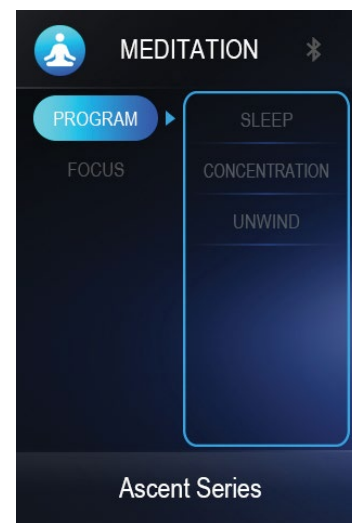 MEDITATION
PROGRAM
FOCUS
SLEEP
CONCENTRATION
UNWIND
Ascent Series